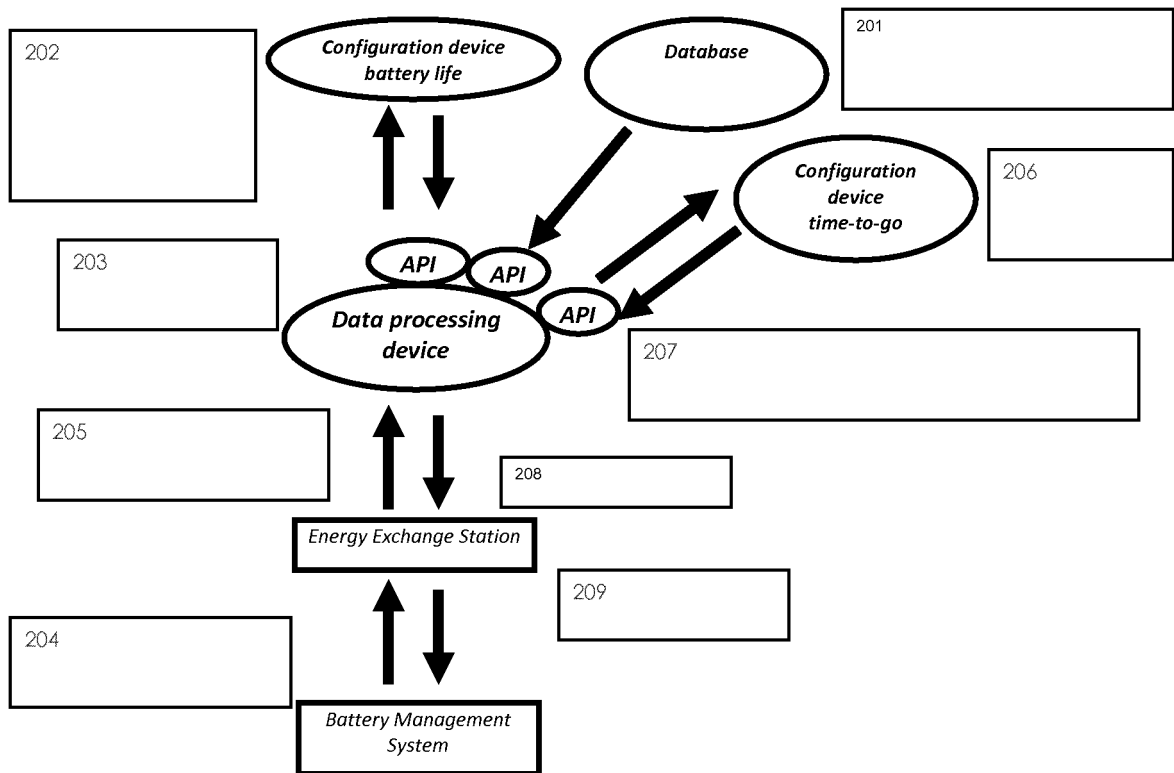 202
Configuration device
battery life
Database
201
Configuration
device
time-to-go
206
203
API
API
API
Data processing
device
207
205
208
Energy Exchange Station
209
204
Battery Management
System